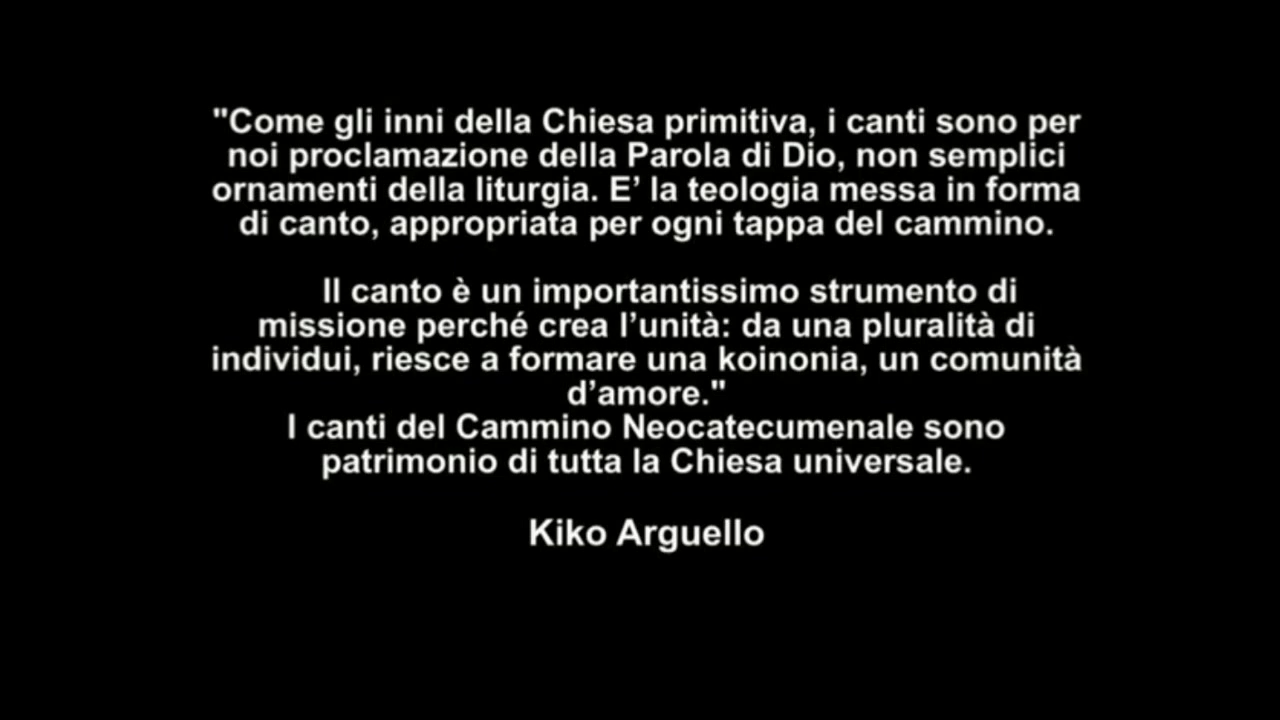 "Come gli inni della Chiesa primitiva, i canti sono per
noi proclamazione della Parola di Dio, non semplici
ornamenti della liturgia. E’ la teologia messa in forma
di canto, appropriata per ogni tappa del cammino.
Il canto è un importantissimo strumento di
missione perché crea l’unità: da una pluralità di
individui, riesce a formare una koinonia, un comunità
d’amore."
I canti del Cammino Neocatecumenale sono
patrimonio di tutta la Chiesa universale.
Kiko Arguello